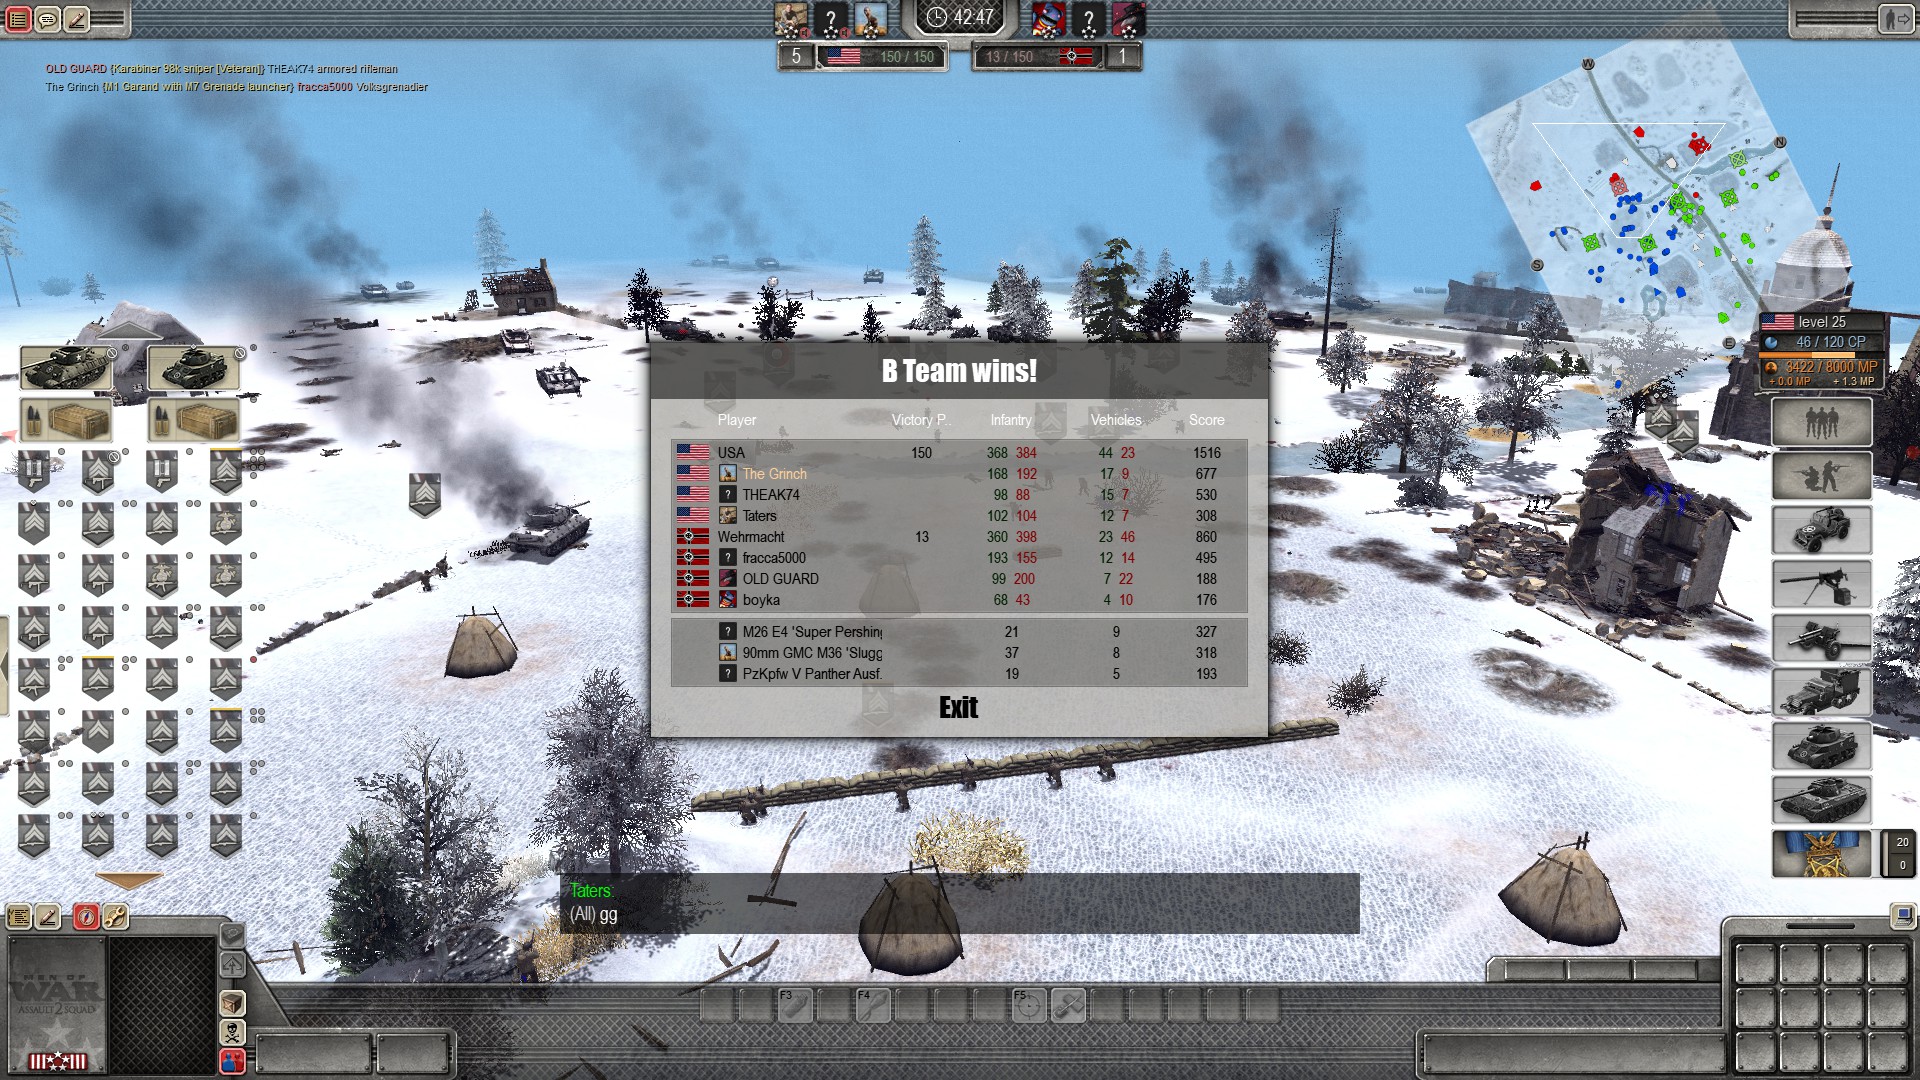 42:47
5 150 / 150 13 / 150 1
OLD GUARD {Karabiner 98k sniper [Veteran]} THEAK74 armored rifleman
The Grinch {M1 Garand with M7 Grenade launcher} fracca5000 Volksgrenadier
W
N
S
E
level 25
46 / 120 CP
3422 / 8000 MP
+ 0.0 MP + 1.3 MP
B Team wins!
Player Victory P.. Infantry Vehicles Score
USA 150 368 384 44 23 1516
The Grinch 168 192 17 9 677
? THEAK74 98 88 15 7 530
Taters 102 104 12 7 308
Wehrmacht 13 360 398 23 46 860
? fracca5000 193 155 12 14 495
OLD GUARD 99 200 7 22 188
boyka 68 43 4 10 176
? M26 E4 'Super Pershing 21 9 327
90mm GMC M36 'Slugg 37 8 318
? PzKpfw V Panther Ausf. 19 5 193
Exit
20
0
Taters:
(All) gg
MEN OF
WAR
ASSAULT SQUAD 2
F3 F4 F5